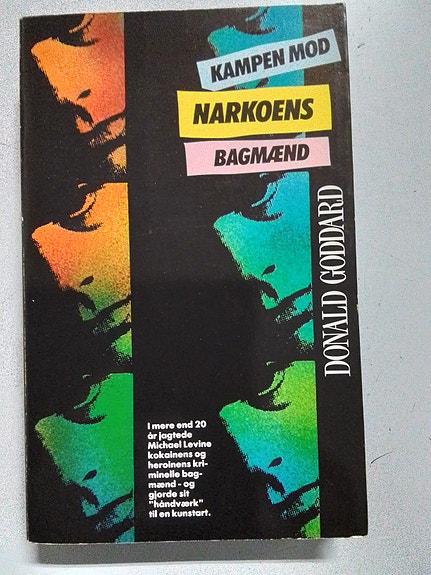 KAMPEN MOD
NARKOENS
BAGMÆND
DONALD GODDARD
I mere end 20
år jagtede
Michael Levine
kokainens og
heroinens kri-
minelle bag-
mænd - og
gjorde sit
"håndværk"
til en kunstart.